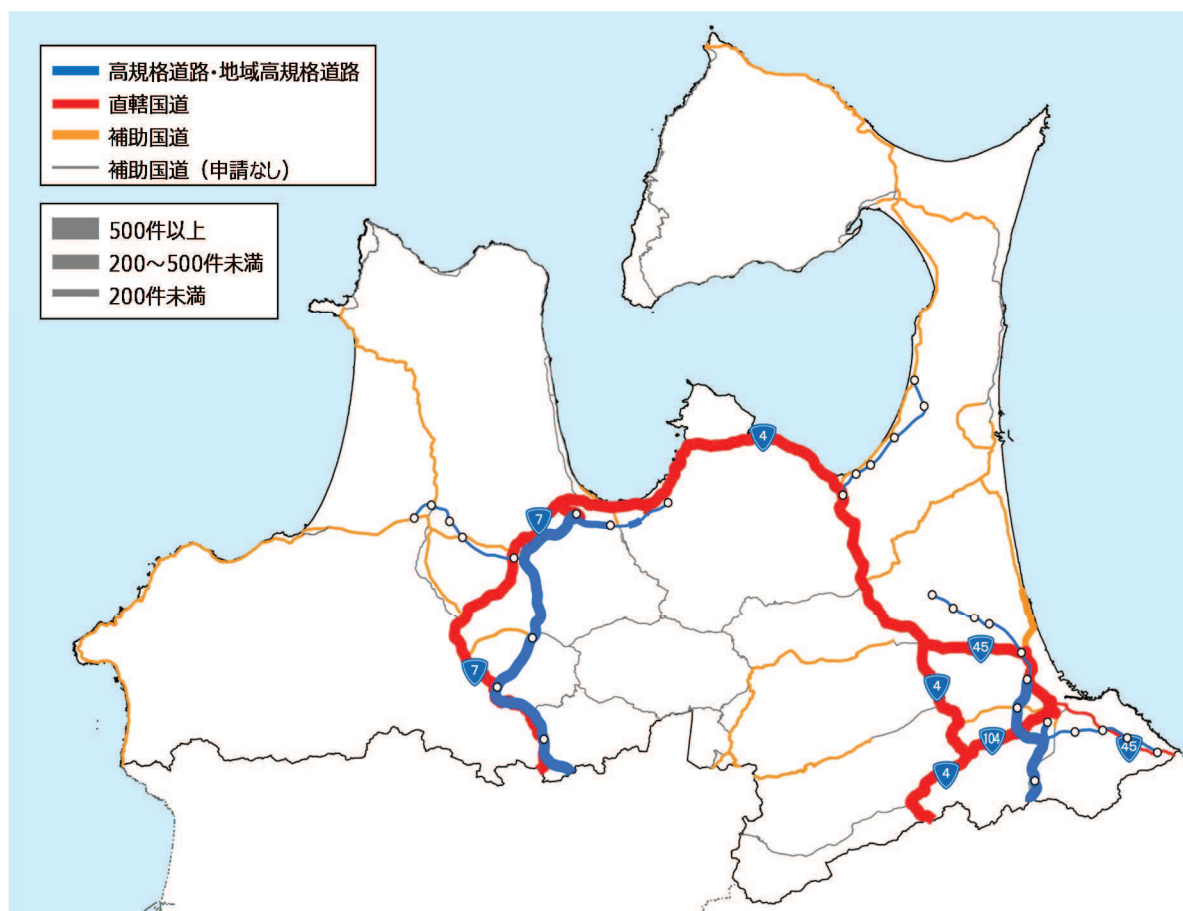 高規格道路・地域高規格道路
直轄国道
補助国道
補助国道（申請なし）
500件以上
200～500件未満
200件未満
4
7
7
45
4
104
45
4